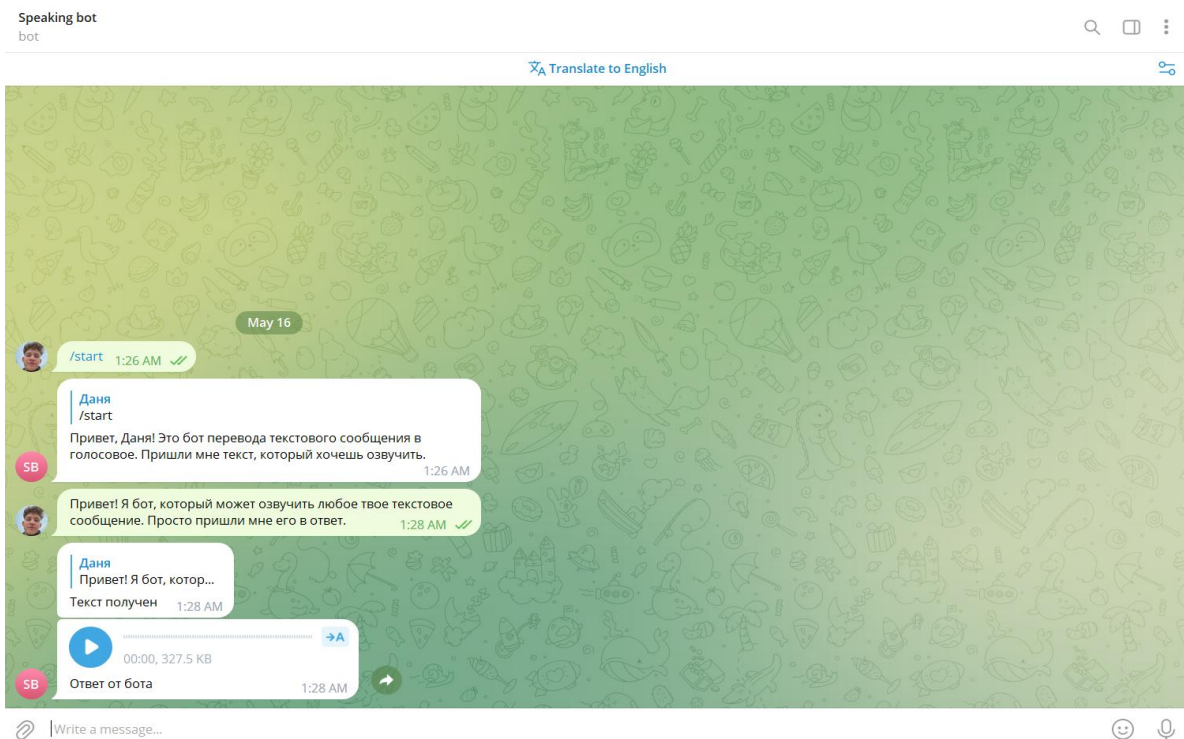 Speaking bot
bot
Translate to English
May 16
/start 1:26 AM
Даня
/start
Привет, Даня! Это бот перевода текстового сообщения в
голосовое. Пришли мне текст, который хочешь озвучить.
1:26 AM
SB
Привет! Я бот, который может озвучить любое твое текстовое
сообщение. Просто пришли мне его в ответ. 1:28 AM
Даня
Привет! Я бот, котор...
Текст получен 1:28 AM
→A
00:00, 327.5 KB
Ответ от бота 1:28 AM
SB
Write a message...